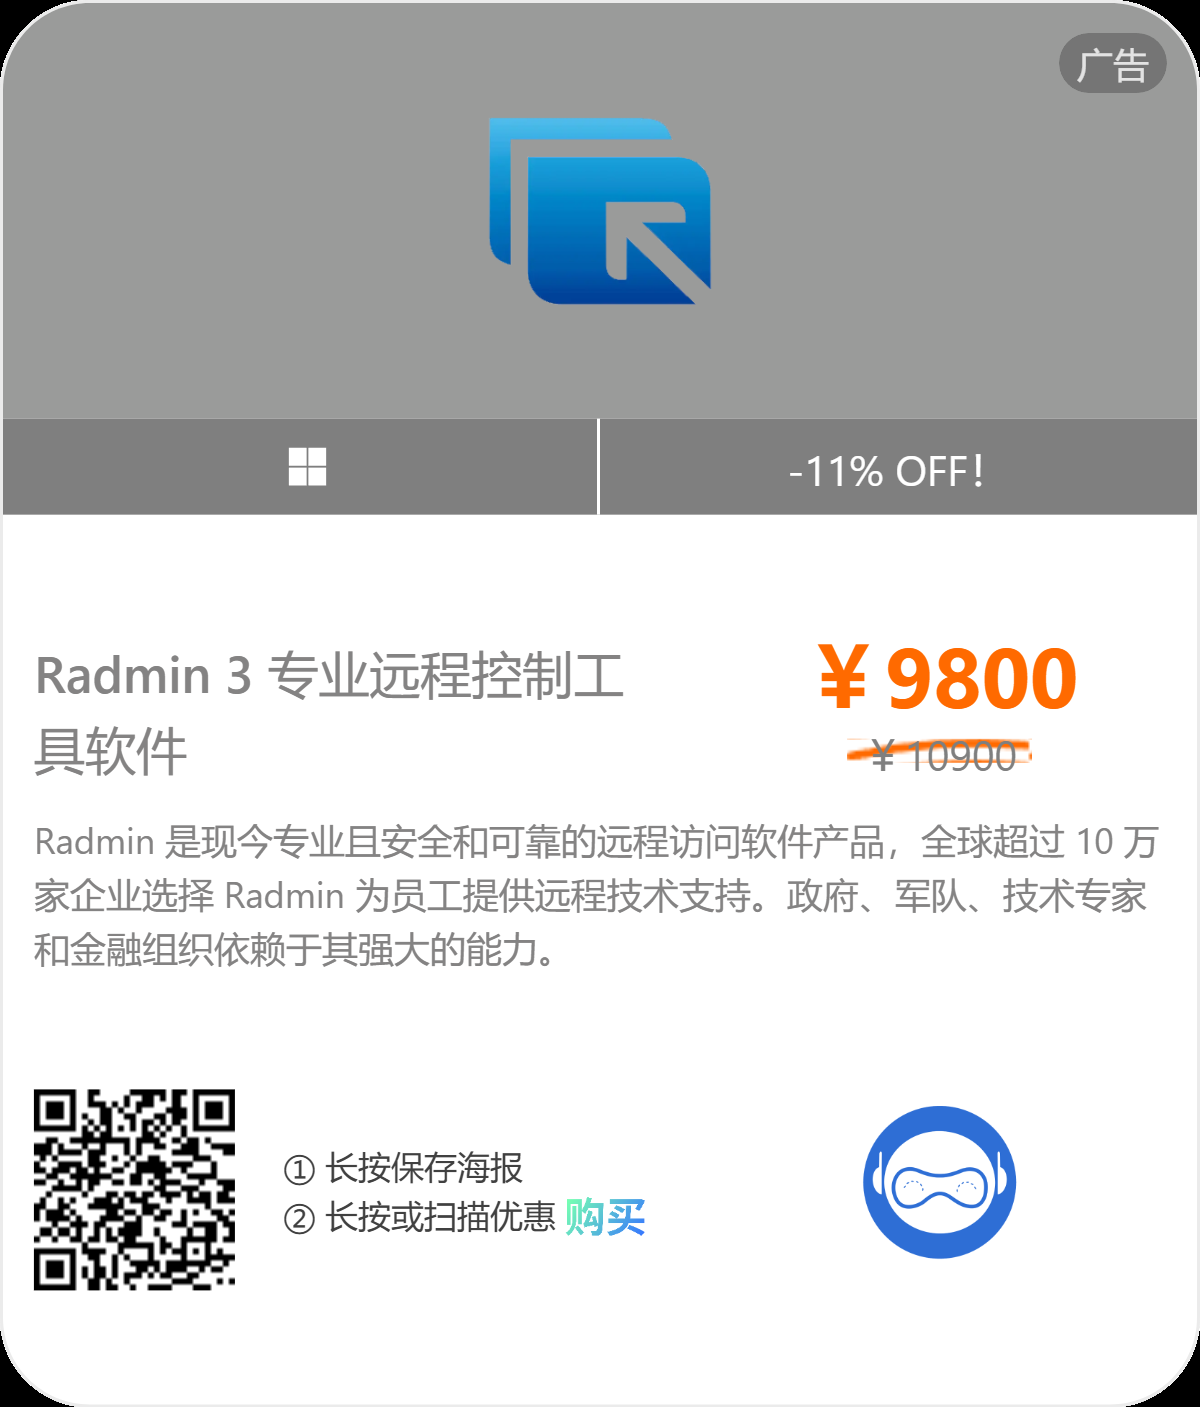 广告
-11% OFF!
Radmin 3 专业远程控制工
具软件
¥ 9800
¥ 10900
Radmin 是现今专业且安全和可靠的远程访问软件产品，全球超过 10 万
家企业选择 Radmin 为员工提供远程技术支持。政府、军队、技术专家
和金融组织依赖于其强大的能力。
① 长按保存海报
② 长按或扫描优惠 购买